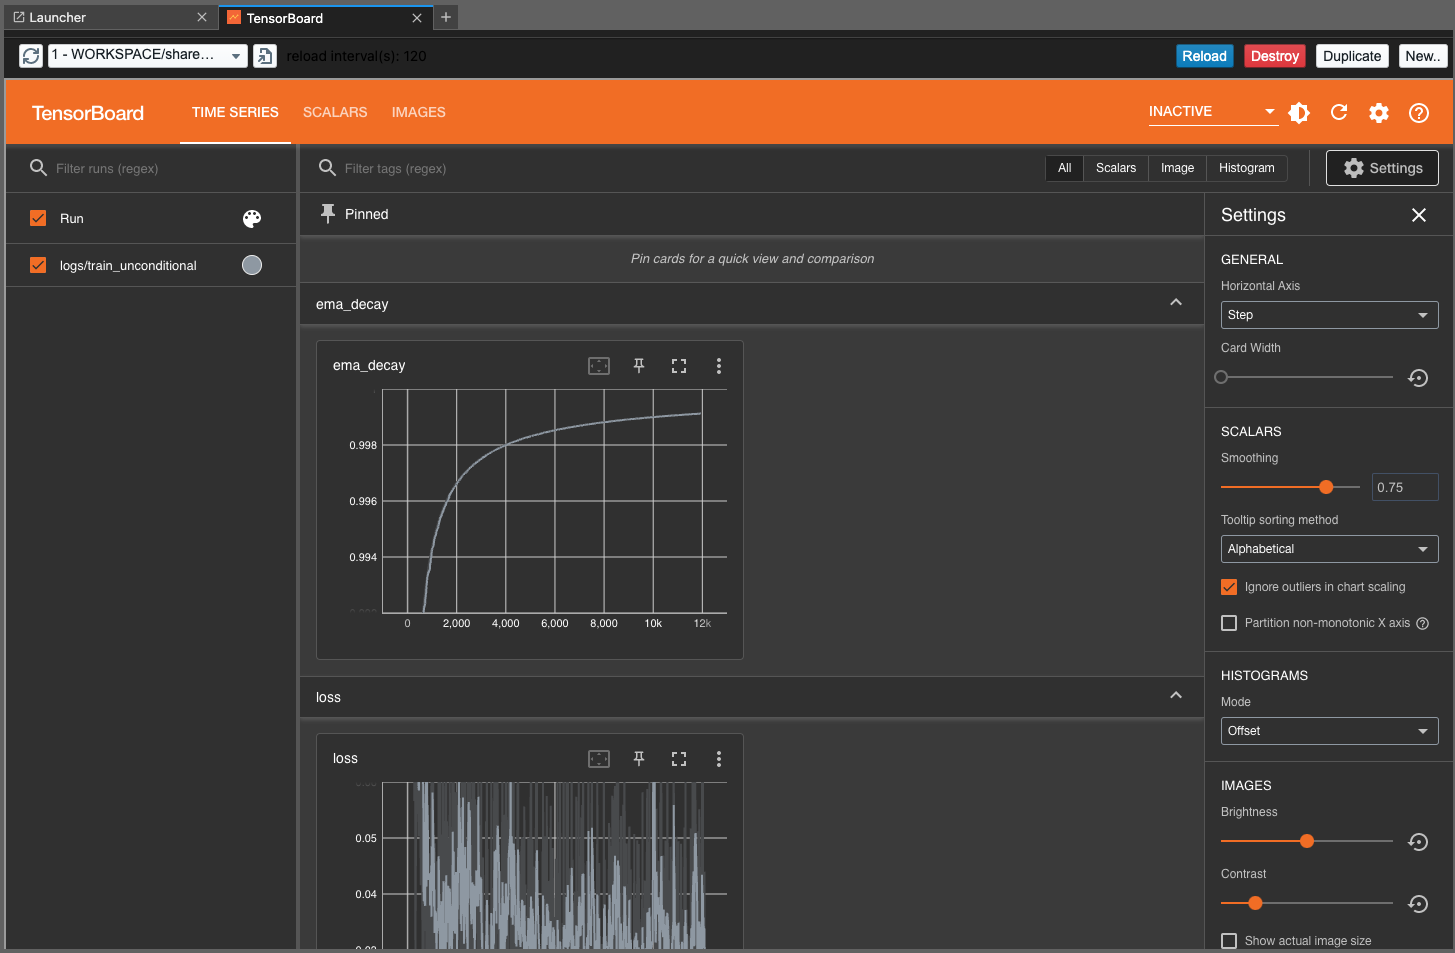 Launcher
TensorBoard
1 - WORKSPACE/share...
reload interval(s): 120
Reload
Destroy
Duplicate
New..
TensorBoard
TIME SERIES
SCALARS
IMAGES
INACTIVE
Filter runs (regex)
Filter tags (regex)
All
Scalars
Image
Histogram
Settings
Run
logs/train_unconditional
Pinned
Pin cards for a quick view and comparison
ema_decay
ema_decay
0.998
0.996
0.994
0
2,000
4,000
6,000
8,000
10k
12k
loss
loss
0.05
0.04
Settings
GENERAL
Horizontal Axis
Step
Card Width
SCALARS
Smoothing
0.75
Tooltip sorting method
Alphabetical
Ignore outliers in chart scaling
Partition non-monotonic X axis
HISTOGRAMS
Mode
Offset
IMAGES
Brightness
Contrast
Show actual image size